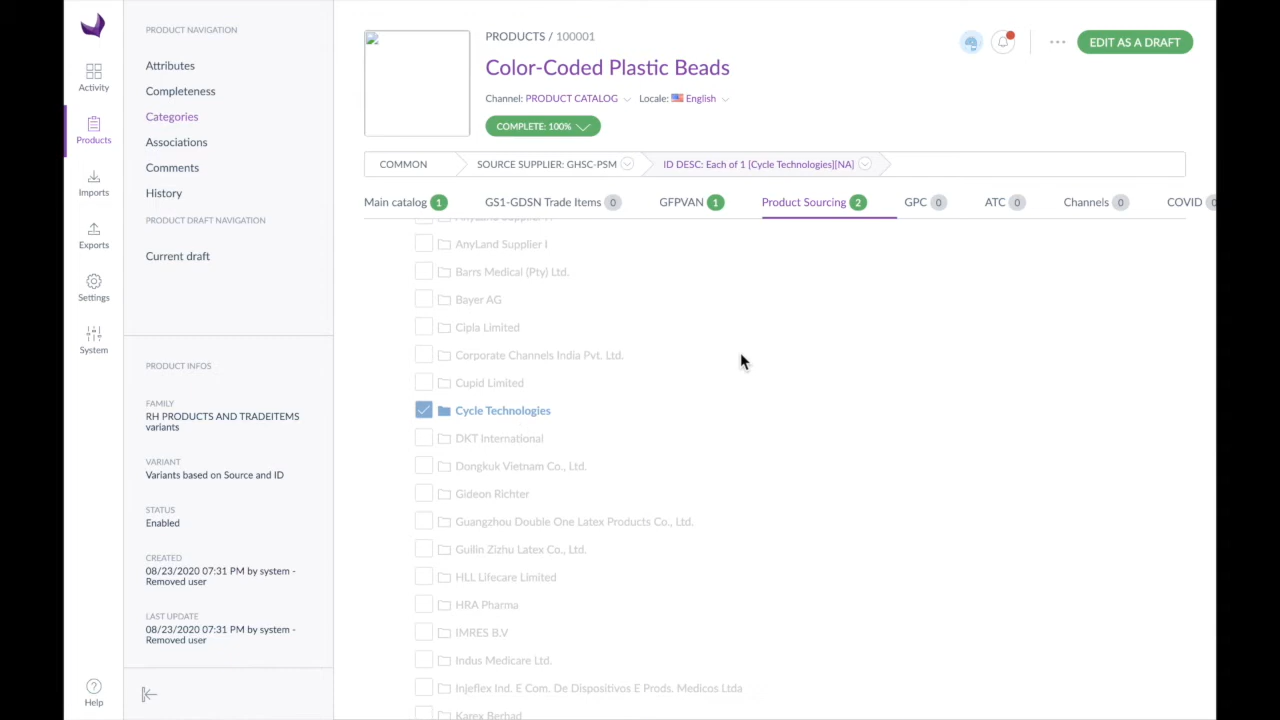 Activity
Products
Imports
Exports
Settings
System
Help
PRODUCT NAVIGATION
Attributes
Completeness
Categories
Associations
Comments
History
PRODUCT DRAFT NAVIGATION
Current draft
PRODUCT INFOS
FAMILY
RH PRODUCTS AND TRADEITEMS
variants
VARIANT
Variants based on Source and ID
STATUS
Enabled
CREATED
08/23/2020 07:31 PM by system -
Removed user
LAST UPDATE
08/23/2020 07:31 PM by system -
Removed user
PRODUCTS / 100001
EDIT AS A DRAFT
Color-Coded Plastic Beads
Channel: PRODUCT CATALOG Locale: English
COMPLETE: 100%
COMMON SOURCE SUPPLIER: GHSC-PSM ID DESC: Each of 1 [Cycle Technologies][NA]
Main catalog 1 GS1-GDSN Trade Items 0 GFPVAN 1 Product Sourcing 2 GPC 0 ATC 0 Channels 0 COVID 0
AnyLand Supplier I
Barrs Medical (Pty) Ltd.
Bayer AG
Cipla Limited
Corporate Channels India Pvt. Ltd.
Cupid Limited
Cycle Technologies
DKT International
Dongkuk Vietnam Co., Ltd.
Gideon Richter
Guangzhou Double One Latex Products Co., Ltd.
Guilin Zizhu Latex Co., Ltd.
HLL Lifecare Limited
HRA Pharma
IMRES B.V
Indus Medicare Ltd.
Injeflex Ind. E Com. De Dispositivos E Prods. Medicos Ltda
Karex Berhad